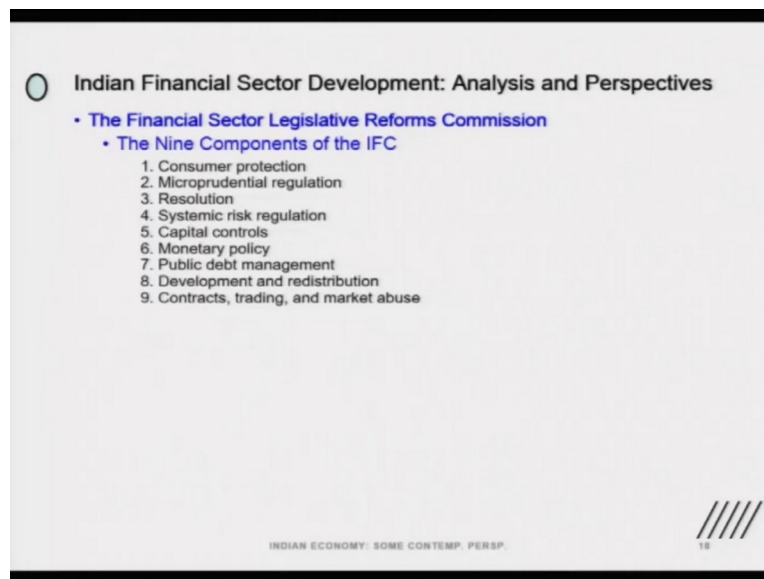 Indian Financial Sector Development: Analysis and Perspectives
• The Financial Sector Legislative Reforms Commission
• The Nine Components of the IFC
1. Consumer protection
2. Microprudential regulation
3. Resolution
4. Systemic risk regulation
5. Capital controls
6. Monetary policy
7. Public debt management
8. Development and redistribution
9. Contracts, trading, and market abuse
INDIAN ECONOMY: SOME CONTEMP. PERSP.